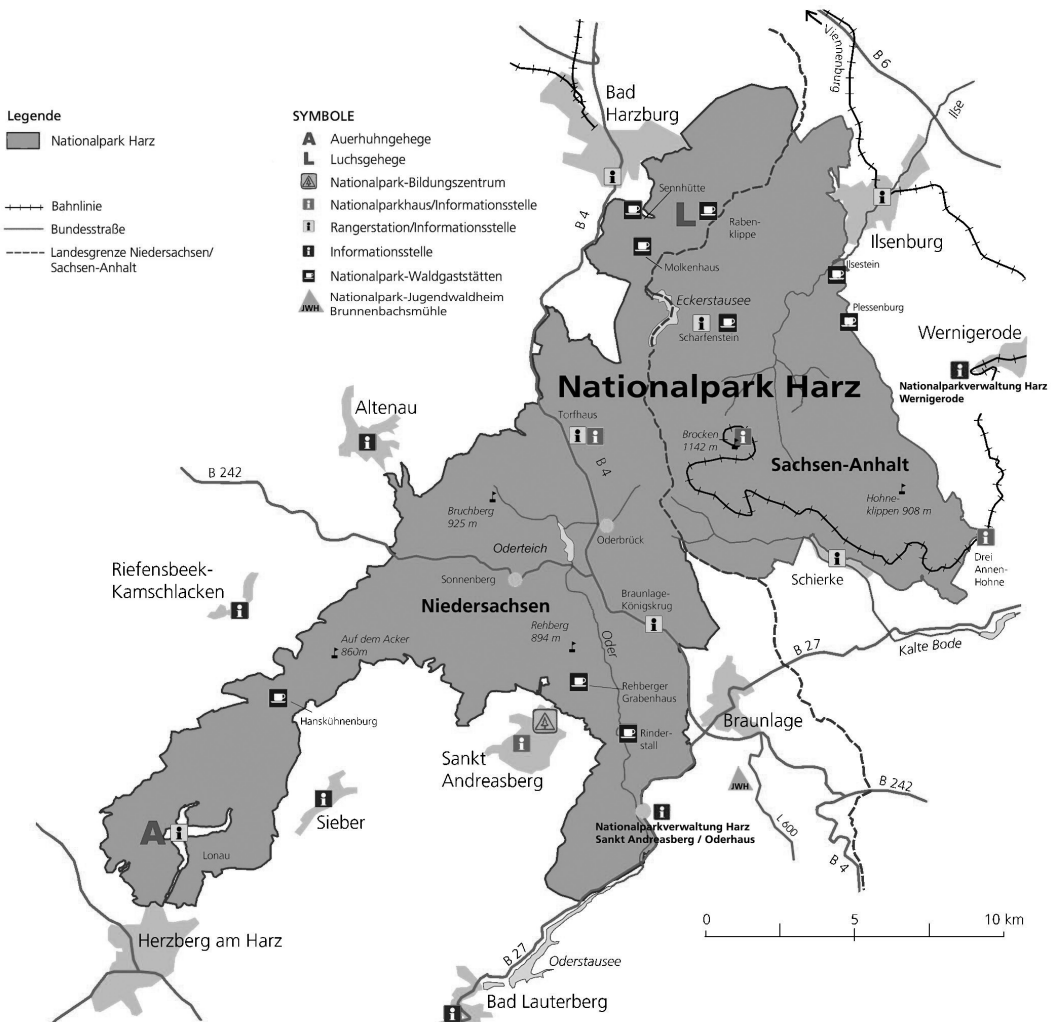 Legende
Nationalpark Harz
Bahnlinie
Bundesstraße
Landesgrenze Niedersachsen/
Sachsen-Anhalt
SYMBOLE
A Auerhuhngehege
L Luchsgehege
Nationalpark-Bildungszentrum
i Nationalparkhaus/Informationsstelle
i Rangerstation/Informationsstelle
i Informationsstelle
Nationalpark-Waldgaststätten
JWH Nationalpark-Jugendwaldheim
Brunnenbachsmühle
Viennenburg
B 6
Ilse
Bad
Harzburg
i
B 4
Sennhütte
L
Raben-
klippe
Molkenhaus
i
Ilsenburg
Ilsestein
Plessenburg
Eckerstausee
i
Scharfenstein
Wernigerode
i
Nationalparkverwaltung Harz
Wernigerode
Nationalpark Harz
Altenau
i
Torfhaus
i i
B 4
Brocken
1142 m
i
Sachsen-Anhalt
Hohne-
klippen 908 m
B 242
Bruchberg
925 m
Oderteich
Oderbrück
i
Drei
Annen-
Hohne
i
Schierke
Riefensbeek-
Kamschlacken
i
Sonnenberg
Niedersachsen
Braunlage-
Königskrug
i
Rehberg
894 m
Oder
Auf dem Acker
860m
B 27
Kalte Bode
Rehberger
Grabenhaus
Hanskühnenburg
Braunlage
Rinder-
stall
i
Sankt
Andreasberg
JWH
B 242
i
Sieber
i
Nationalparkverwaltung Harz
Sankt Andreasberg / Oderhaus
L 600
B 4
A i
Lonau
Herzberg am Harz
0 5 10 km
B 27
Oderstausee
i
Bad Lauterberg